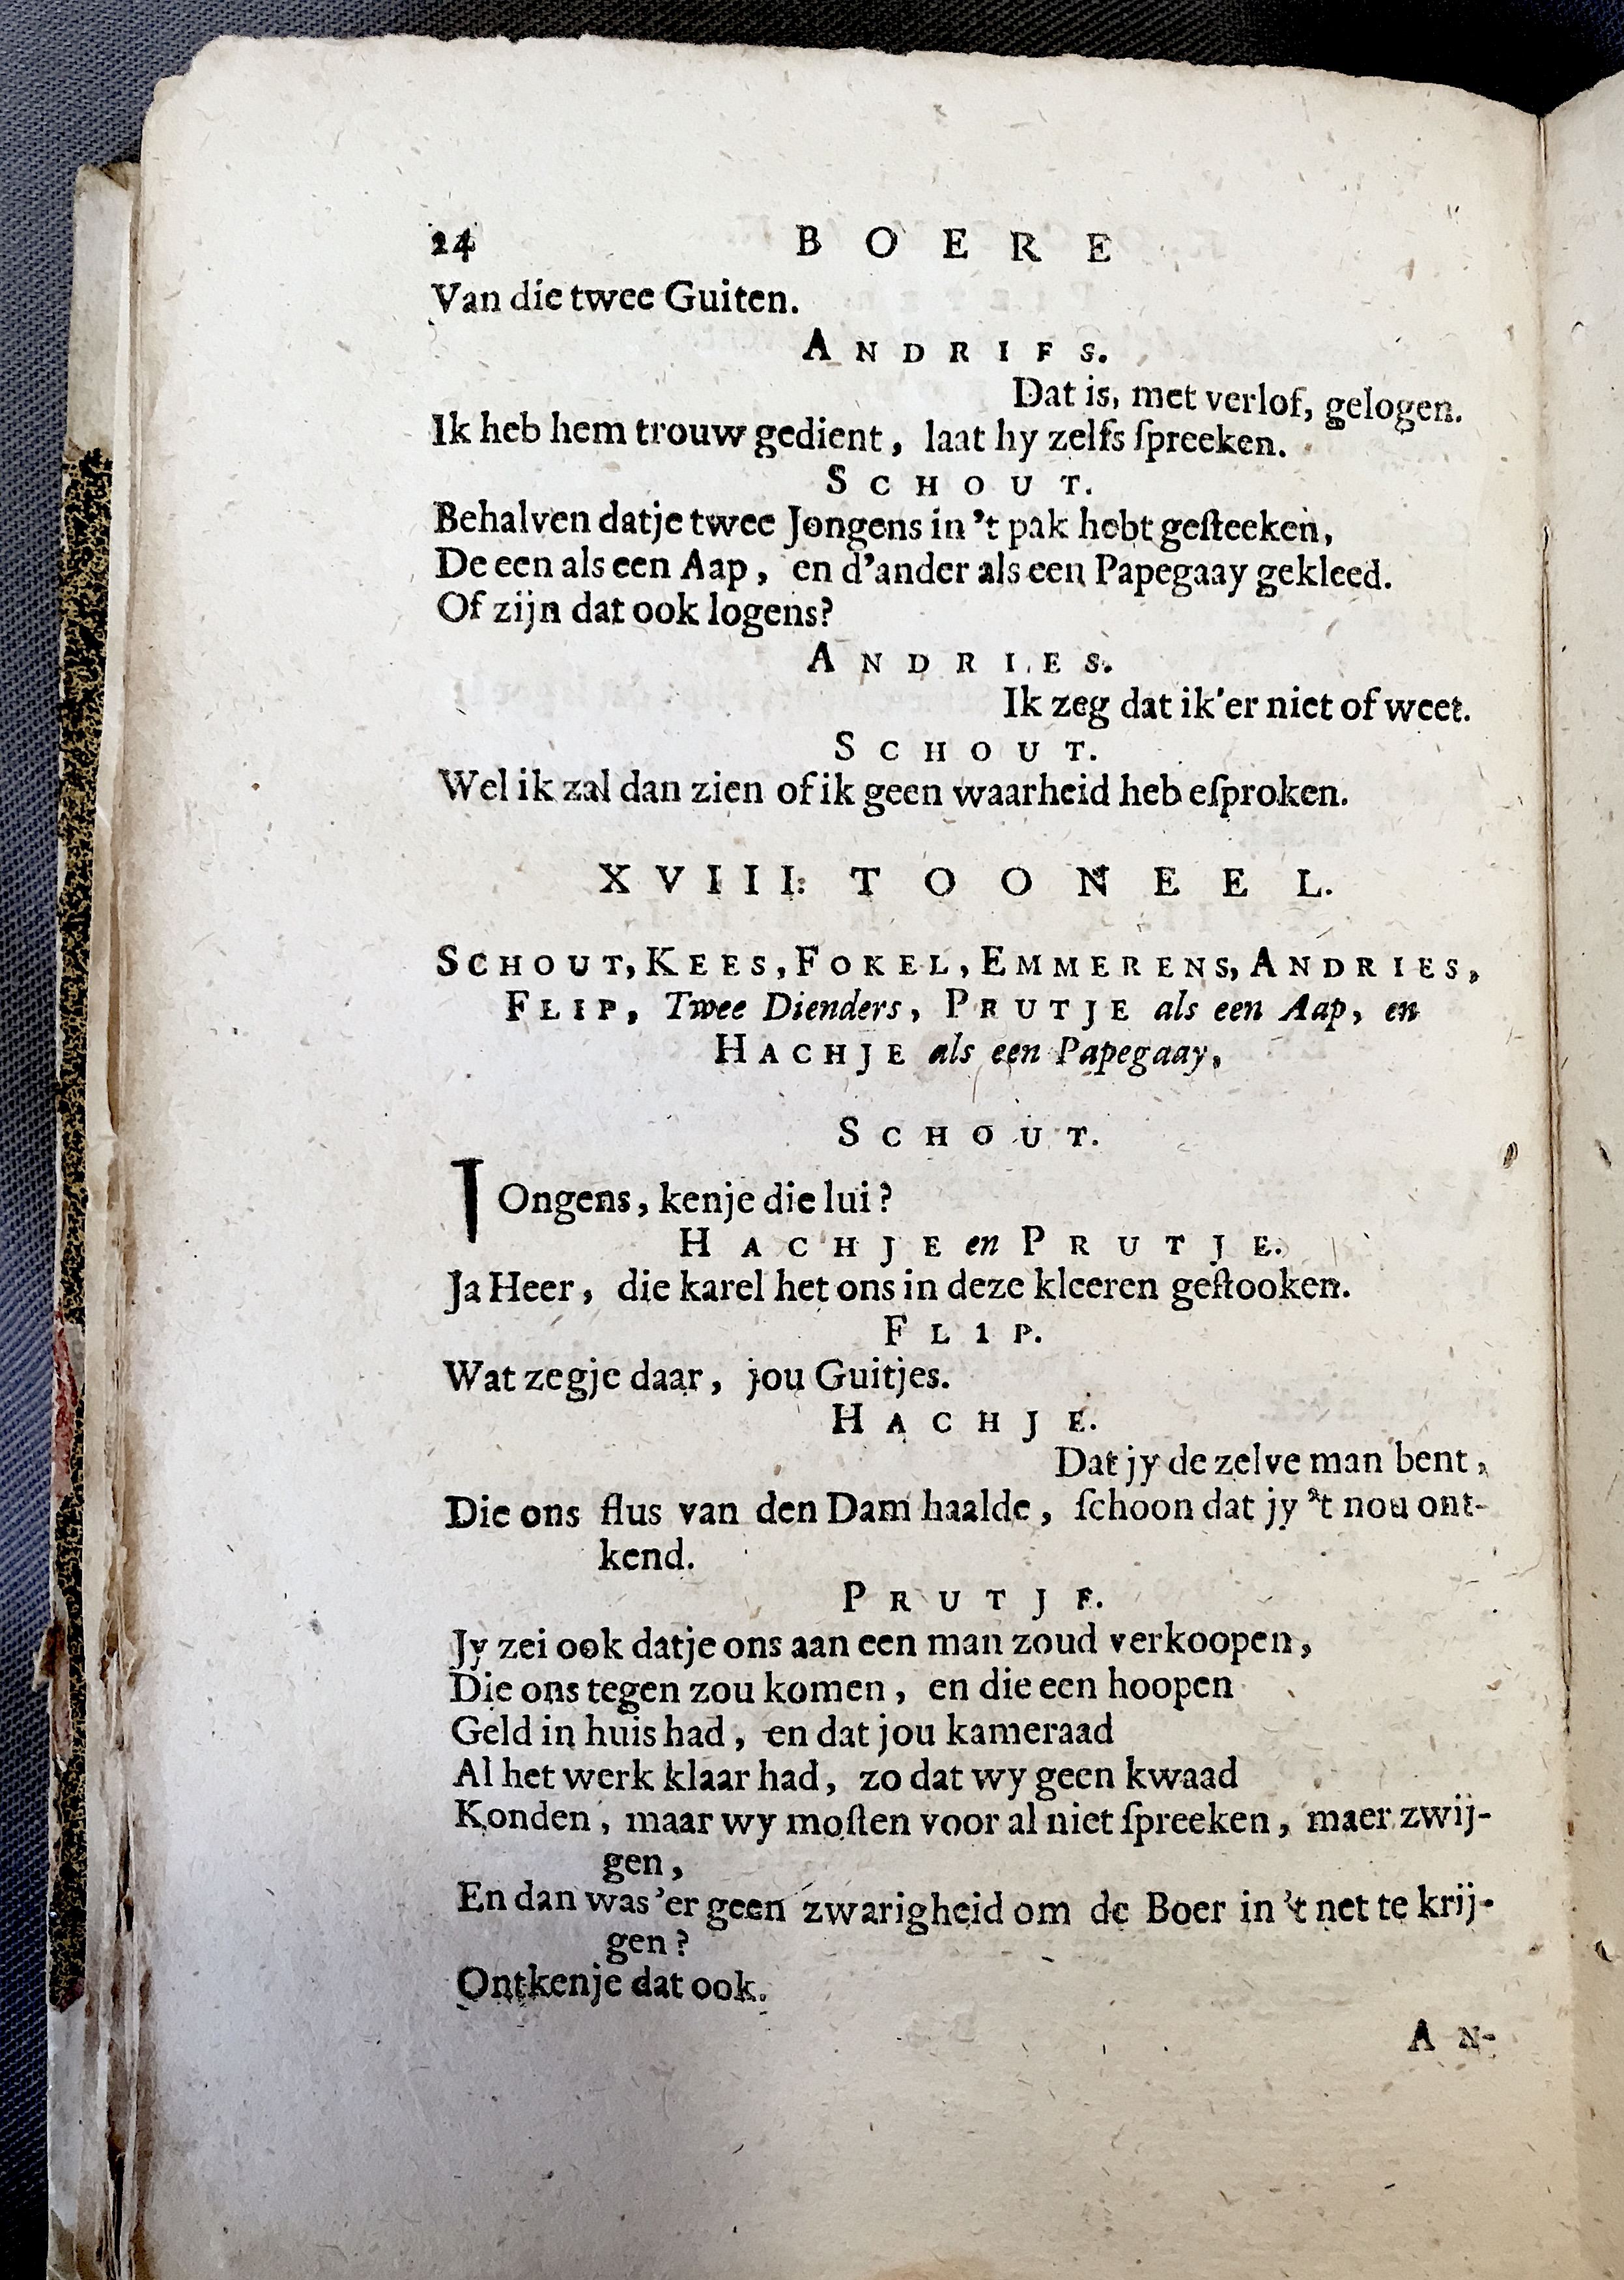 24 BOERE
Van die twee Guiten.
ANDRIFS.
Dat is, met verlof, gelogen.
Ik heb hem trouw gedient, laat hy zelfs ſpreeken.
SCHOUT.
Behalven datje twee Jongens in 't pak hebt geſteeken,
De een als een Aap, en d'ander als een Papegaay gekleed.
Of zijn dat ook logens?
ANDRIES.
Ik zeg dat ik'er niet of weet.
SCHOUT.
Wel ik zal dan zien of ik geen waarheid heb eſproken.
XVIII: TOONEEL.
SCHOUT, KEES, FOKEL, EMMERENS, ANDRIES,
FLIP, Twee Dienders, PRUTJE als een Aap, en
HACHJE als een Papegaay,
SCHOUT.
JOngens, kenje die lui?
HACHJE en PRUTJE.
Ja Heer, die karel het ons in deze kleeren geſtooken.
FL1P.
Wat zegje daar, jou Guitjes.
HACHJE.
Dat jy de zelve man bent,
Die ons flus van den Dam haalde, ſchoon dat jy 't nou ont-
kend.
PRUTJF.
Jy zei ook datje ons aan een man zoud verkoopen,
Die ons tegen zou komen, en die een hoopen
Geld in huis had, en dat jou kameraad
Al het werk klaar had, zo dat wy geen kwaad
Konden, maar wy moſten voor al niet ſpreeken, maer zwij-
gen,
En dan was 'er geen zwarigheid om de Boer in 't net te krij-
gen?
Ontkenje dat ook.
AN-